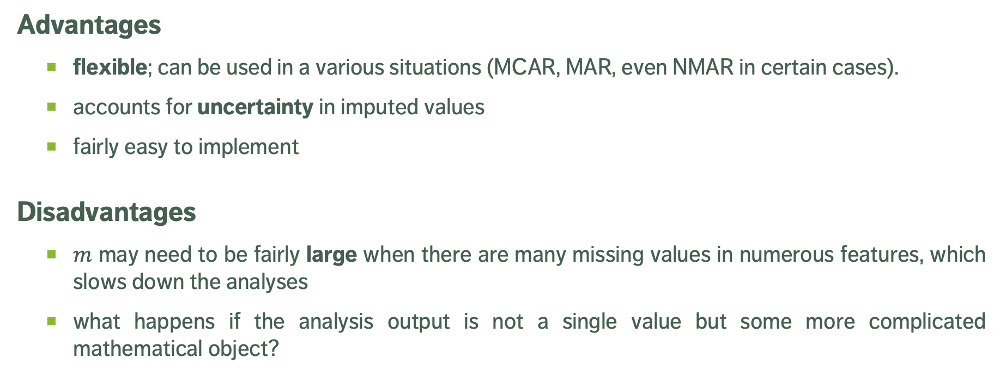 Advantages
▪ flexible; can be used in a various situations (MCAR, MAR, even NMAR in certain cases).
▪ accounts for uncertainty in imputed values
▪ fairly easy to implement
Disadvantages
▪ m may need to be fairly large when there are many missing values in numerous features, which
slows down the analyses
▪ what happens if the analysis output is not a single value but some more complicated
mathematical object?